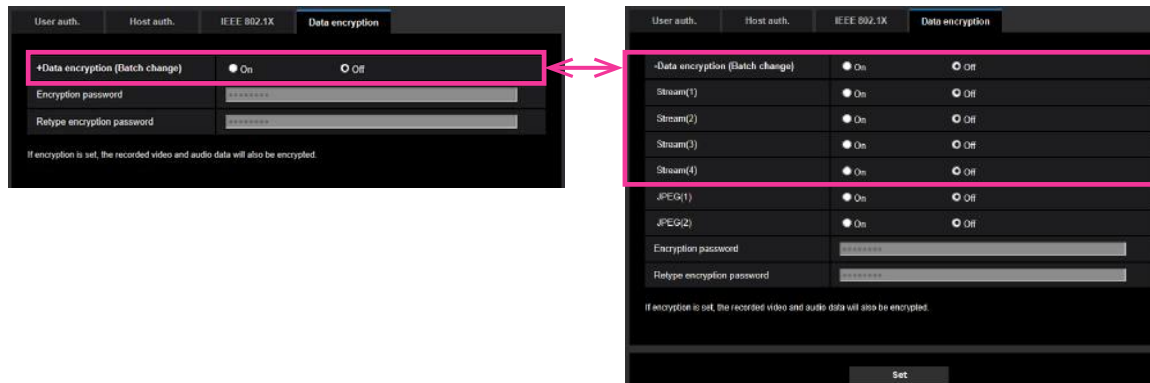 User auth. Host auth. IEEE 802.1X Data encryption
+Data encryption (Batch change) On Off
Encryption password ••••••••
Retype encryption password ••••••••
If encryption is set, the recorded video and audio data will also be encrypted.
User auth. Host auth. IEEE 802.1X Data encryption
-Data encryption (Batch change) On Off
Stream(1) On Off
Stream(2) On Off
Stream(3) On Off
Stream(4) On Off
JPEG(1) On Off
JPEG(2) On Off
Encryption password ••••••••
Retype encryption password ••••••••
If encryption is set, the recorded video and audio data will also be encrypted.
Set